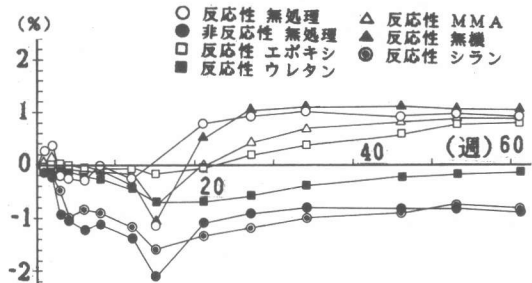 (%)
○ 反応性 無処理
● 非反応性 無処理
□ 反応性 エポキシ
■ 反応性 ウレタン
△ 反応性 MMA
▲ 反応性 無機
◉ 反応性 シラン
2
1
0
-1
-2
20
40
(週)
60